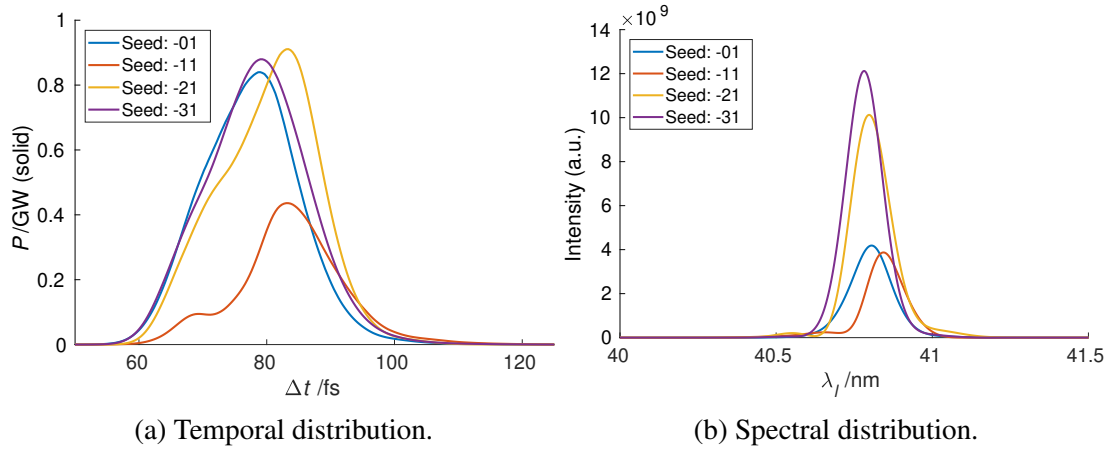 1
0.8
0.6
0.4
0.2
0
P/GW (solid)
Seed: -01
Seed: -11
Seed: -21
Seed: -31
60 80 100 120
Δt /fs
(a) Temporal distribution.
×10⁹
14
12
10
8
6
4
2
0
Intensity (a.u.)
Seed: -01
Seed: -11
Seed: -21
Seed: -31
40 40.5 41 41.5
λ_l /nm
(b) Spectral distribution.